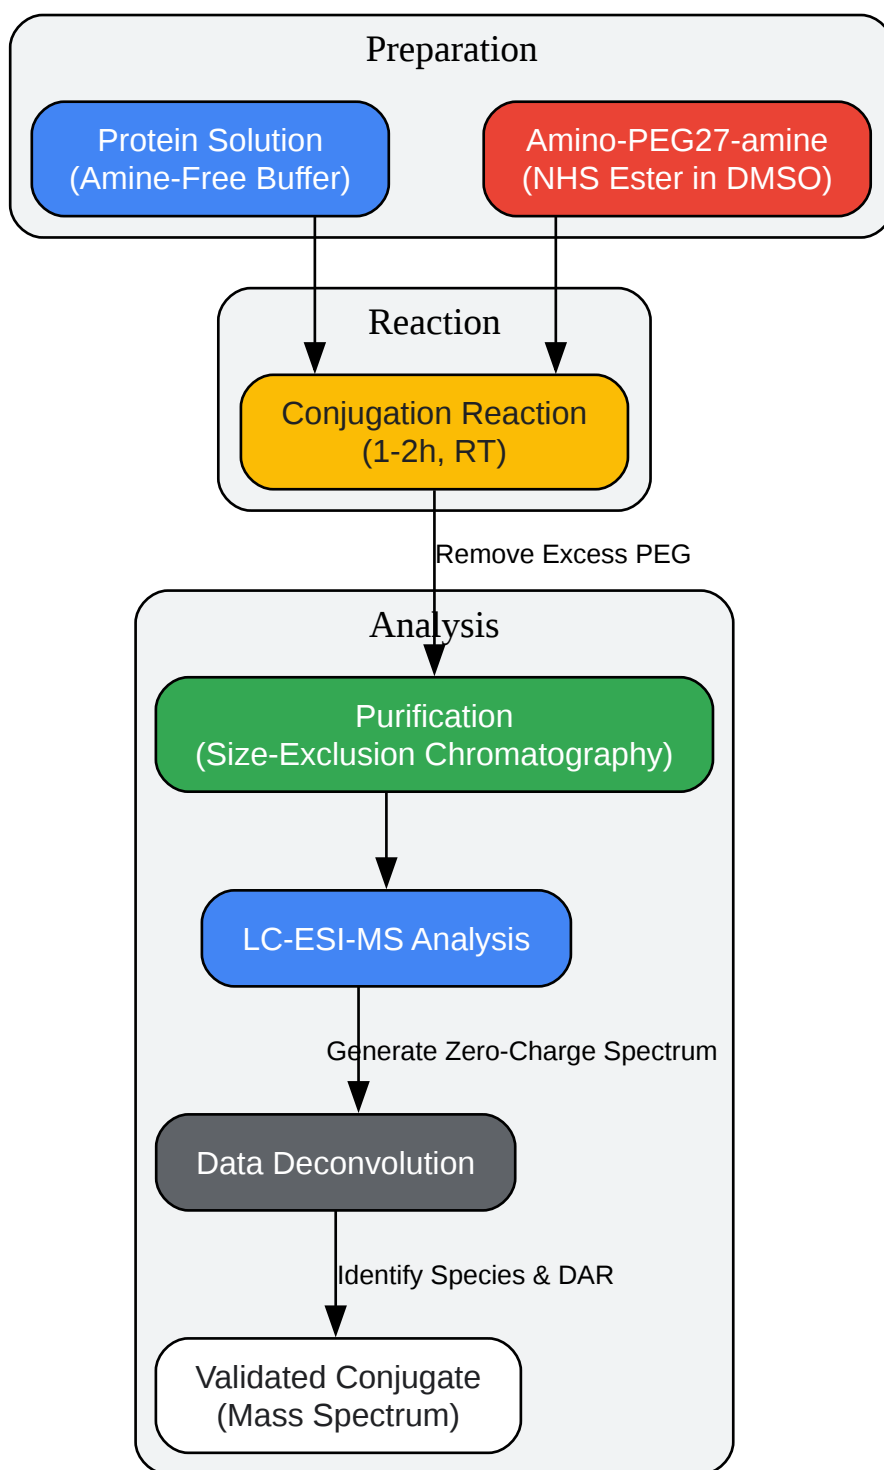 Preparation
Protein Solution
(Amine-Free Buffer)
Amino-PEG27-amine
(NHS Ester in DMSO)
Reaction
Conjugation Reaction
(1-2h, RT)
Remove Excess PEG
Analysis
Purification
(Size-Exclusion Chromatography)
LC-ESI-MS Analysis
Generate Zero-Charge Spectrum
Data Deconvolution
Identify Species & DAR
Validated Conjugate
(Mass Spectrum)